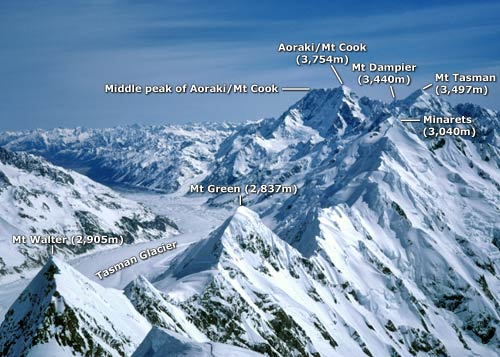 Aoraki/Mt Cook
(3,754m)
Mt Dampier
(3,440m)
Mt Tasman
(3,497m)
Middle peak of Aoraki/Mt Cook
Minarets
(3,040m)
Mt Green (2,837m)
Mt Walter (2,905m)
Tasman Glacier